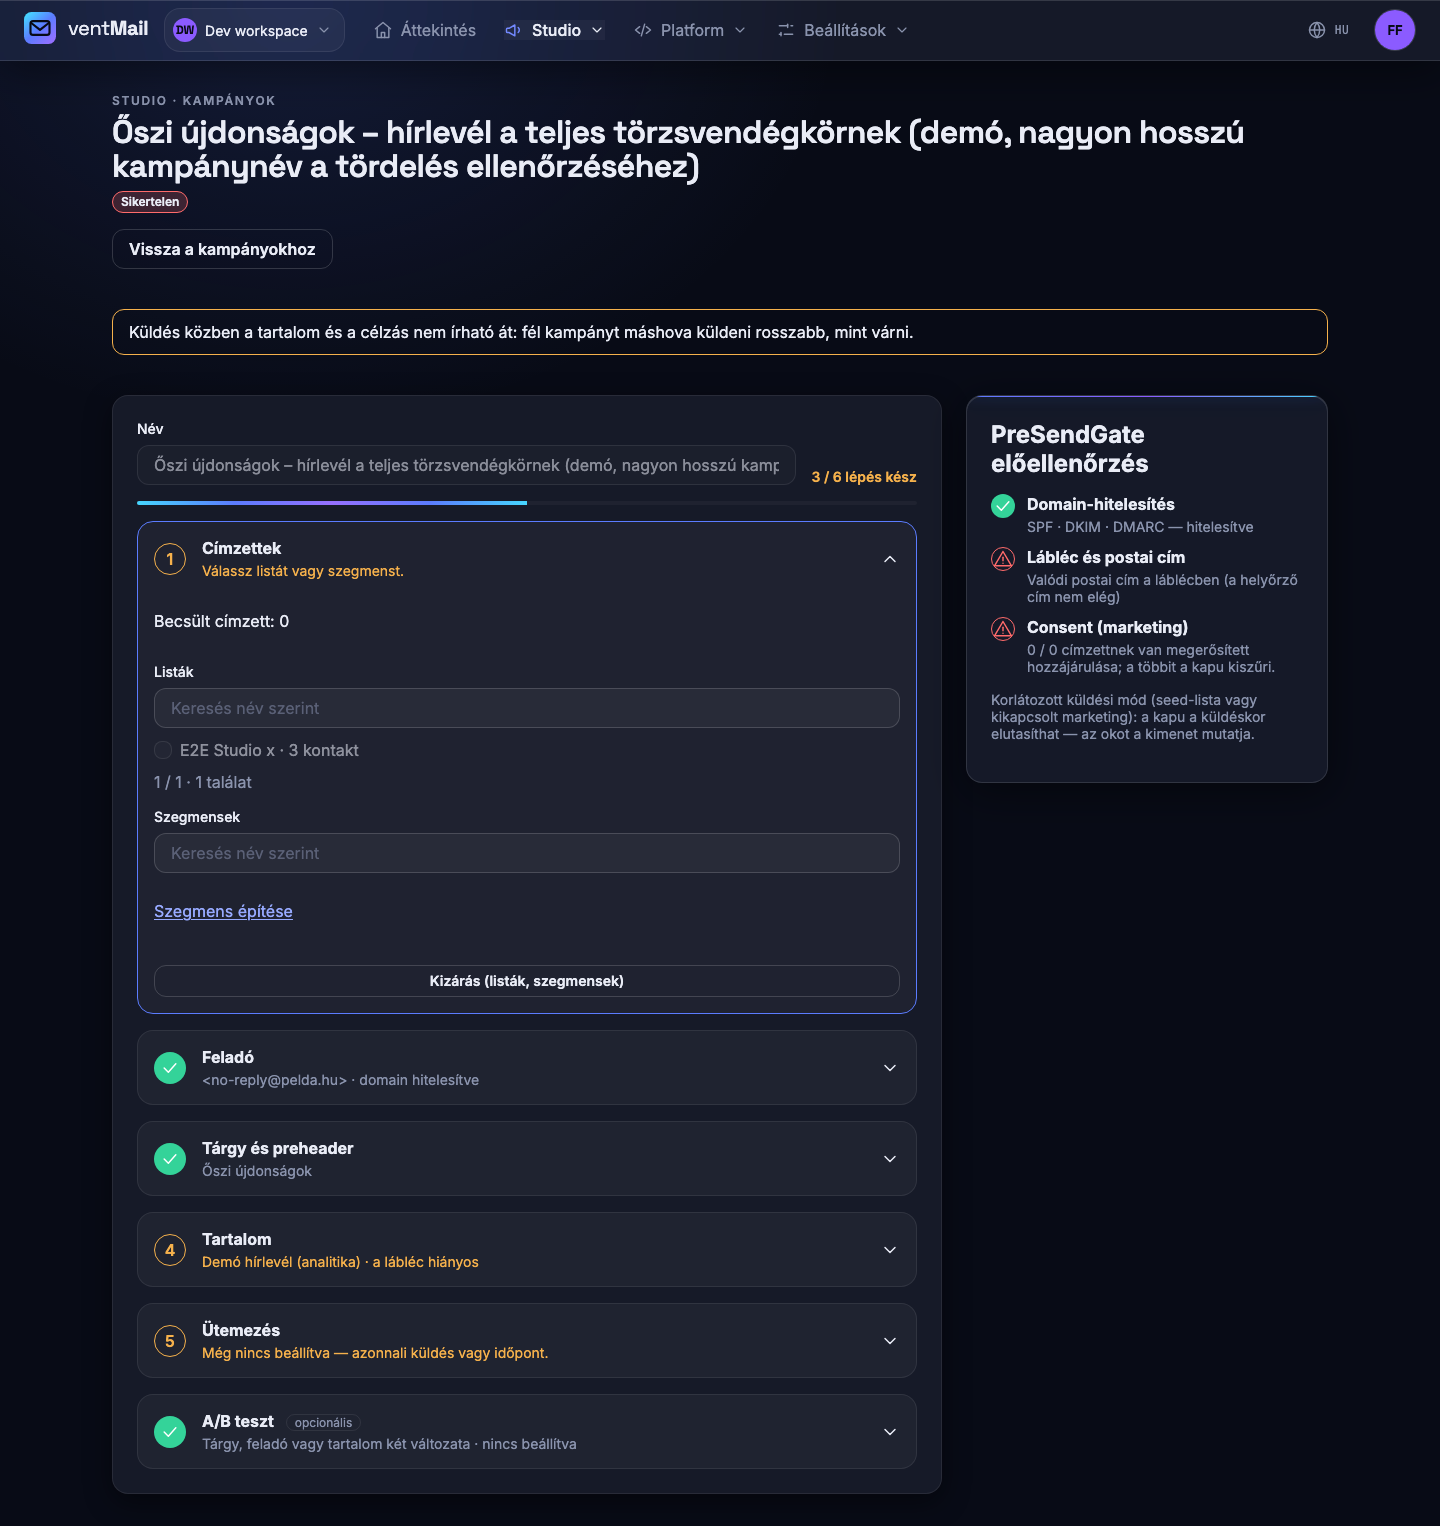 ventMail
DW Dev workspace
Áttekintés
Studio
Platform
Beállítások
HU
FF
STUDIO · KAMPÁNYOK
Őszi újdonságok – hírlevél a teljes törzsvendégkörnek (demó, nagyon hosszú
kampánynév a tördelés ellenőrzéséhez)
Sikertelen
Vissza a kampányokhoz
Küldés közben a tartalom és a célzás nem írható át: fél kampányt máshova küldeni rosszabb, mint várni.
Név
Őszi újdonságok – hírlevél a teljes törzsvendégkörnek (demó, nagyon hosszú kamp
3 / 6 lépés kész
1
Címzettek
Válassz listát vagy szegmenst.
Becsült címzett: 0
Listák
Keresés név szerint
E2E Studio x · 3 kontakt
1 / 1 · 1 találat
Szegmensek
Keresés név szerint
Szegmens építése
Kizárás (listák, szegmensek)
Feladó
<no-reply@pelda.hu> · domain hitelesítve
Tárgy és preheader
Őszi újdonságok
4
Tartalom
Demó hírlevél (analitika) · a lábléc hiányos
5
Ütemezés
Még nincs beállítva — azonnali küldés vagy időpont.
A/B teszt opcionális
Tárgy, feladó vagy tartalom két változata · nincs beállítva
PreSendGate
előellenőrzés
Domain-hitelesítés
SPF · DKIM · DMARC — hitelesítve
Lábléc és postai cím
Valódi postai cím a láblécben (a helyőrző
cím nem elég)
Consent (marketing)
0 / 0 címzettnek van megerősített
hozzájárulása; a többit a kapu kiszűri.
Korlátozott küldési mód (seed-lista vagy
kikapcsolt marketing): a kapu a küldéskor
elutasíthat — az okot a kimenet mutatja.